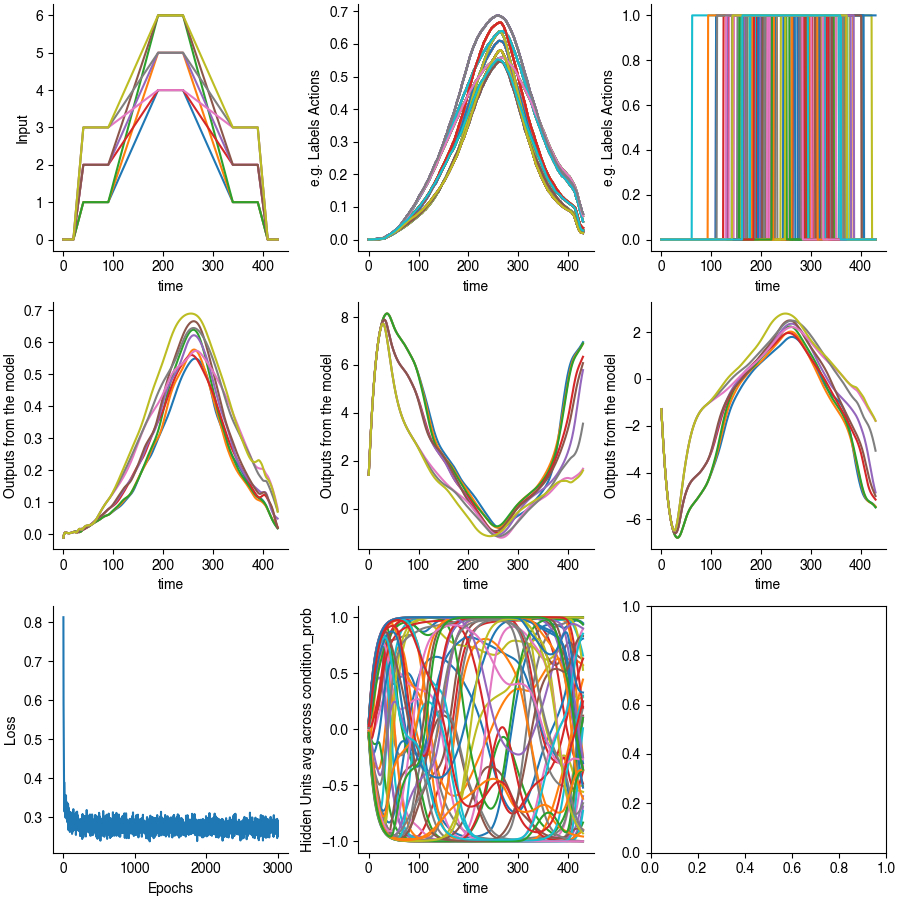 6
5
4
3
2
1
0
Input
0 100 200 300 400
time
0.7
0.6
0.5
0.4
0.3
0.2
0.1
0.0
e.g. Labels Actions
0 100 200 300 400
time
1.0
0.8
0.6
0.4
0.2
0.0
e.g. Labels Actions
0 100 200 300 400
time
0.7
0.6
0.5
0.4
0.3
0.2
0.1
0.0
Outputs from the model
0 100 200 300 400
time
8
6
4
2
0
Outputs from the model
0 100 200 300 400
time
2
0
−2
−4
−6
Outputs from the model
0 100 200 300 400
time
0.8
0.7
0.6
0.5
0.4
0.3
Loss
0 1000 2000 3000
Epochs
1.0
0.5
0.0
−0.5
−1.0
Hidden Units avg across condition_prob
0 100 200 300 400
time
1.0
0.8
0.6
0.4
0.2
0.0
0.0 0.2 0.4 0.6 0.8 1.0